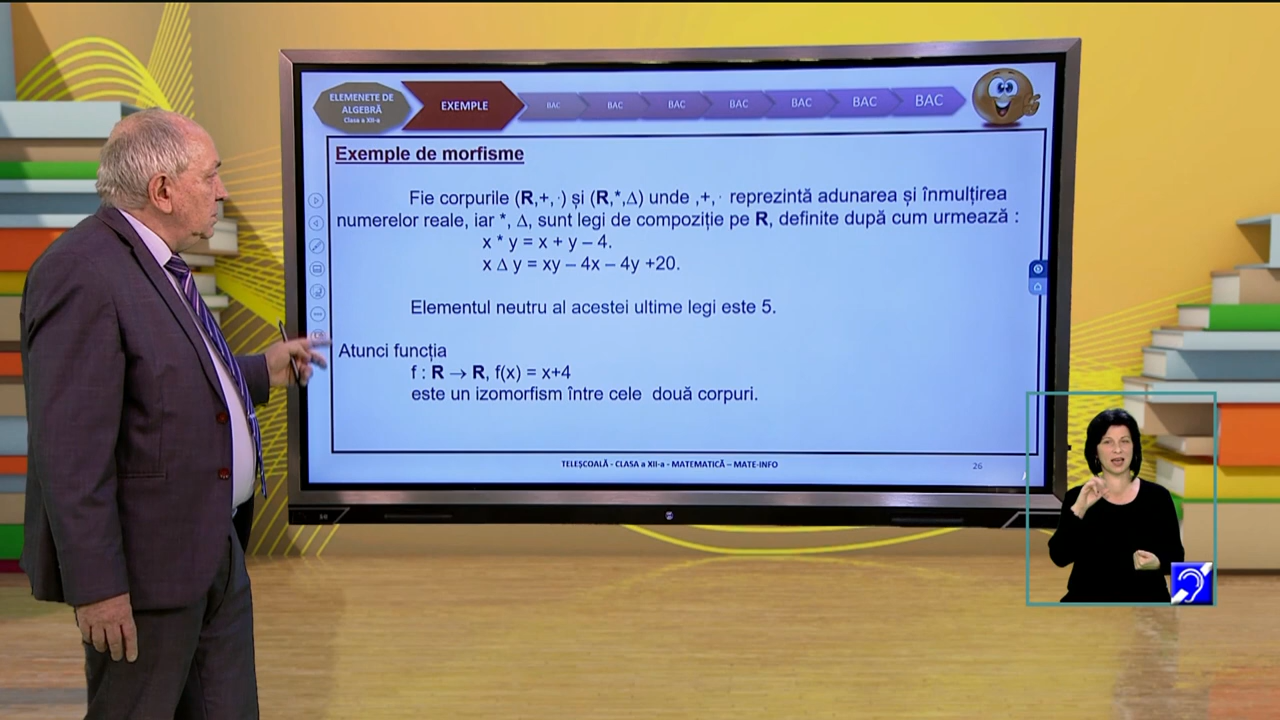 ELEMENETE DE
ALGEBRĂ
Clasa a XII-a
EXEMPLE
BAC
BAC
BAC
BAC
BAC
BAC
BAC
Exemple de morfisme
Fie corpurile (R,+,·) și (R,*,∆) unde ,+,· reprezintă adunarea și înmulțirea
numerelor reale, iar *, ∆, sunt legi de compoziție pe R, definite după cum urmează :
x * y = x + y – 4.
x ∆ y = xy – 4x – 4y +20.
Elementul neutru al acestei ultime legi este 5.
Atunci funcția
f : R → R, f(x) = x+4
este un izomorfism între cele două corpuri.
TELEȘCOALĂ - CLASA a XII-a - MATEMATICĂ – MATE-INFO
26